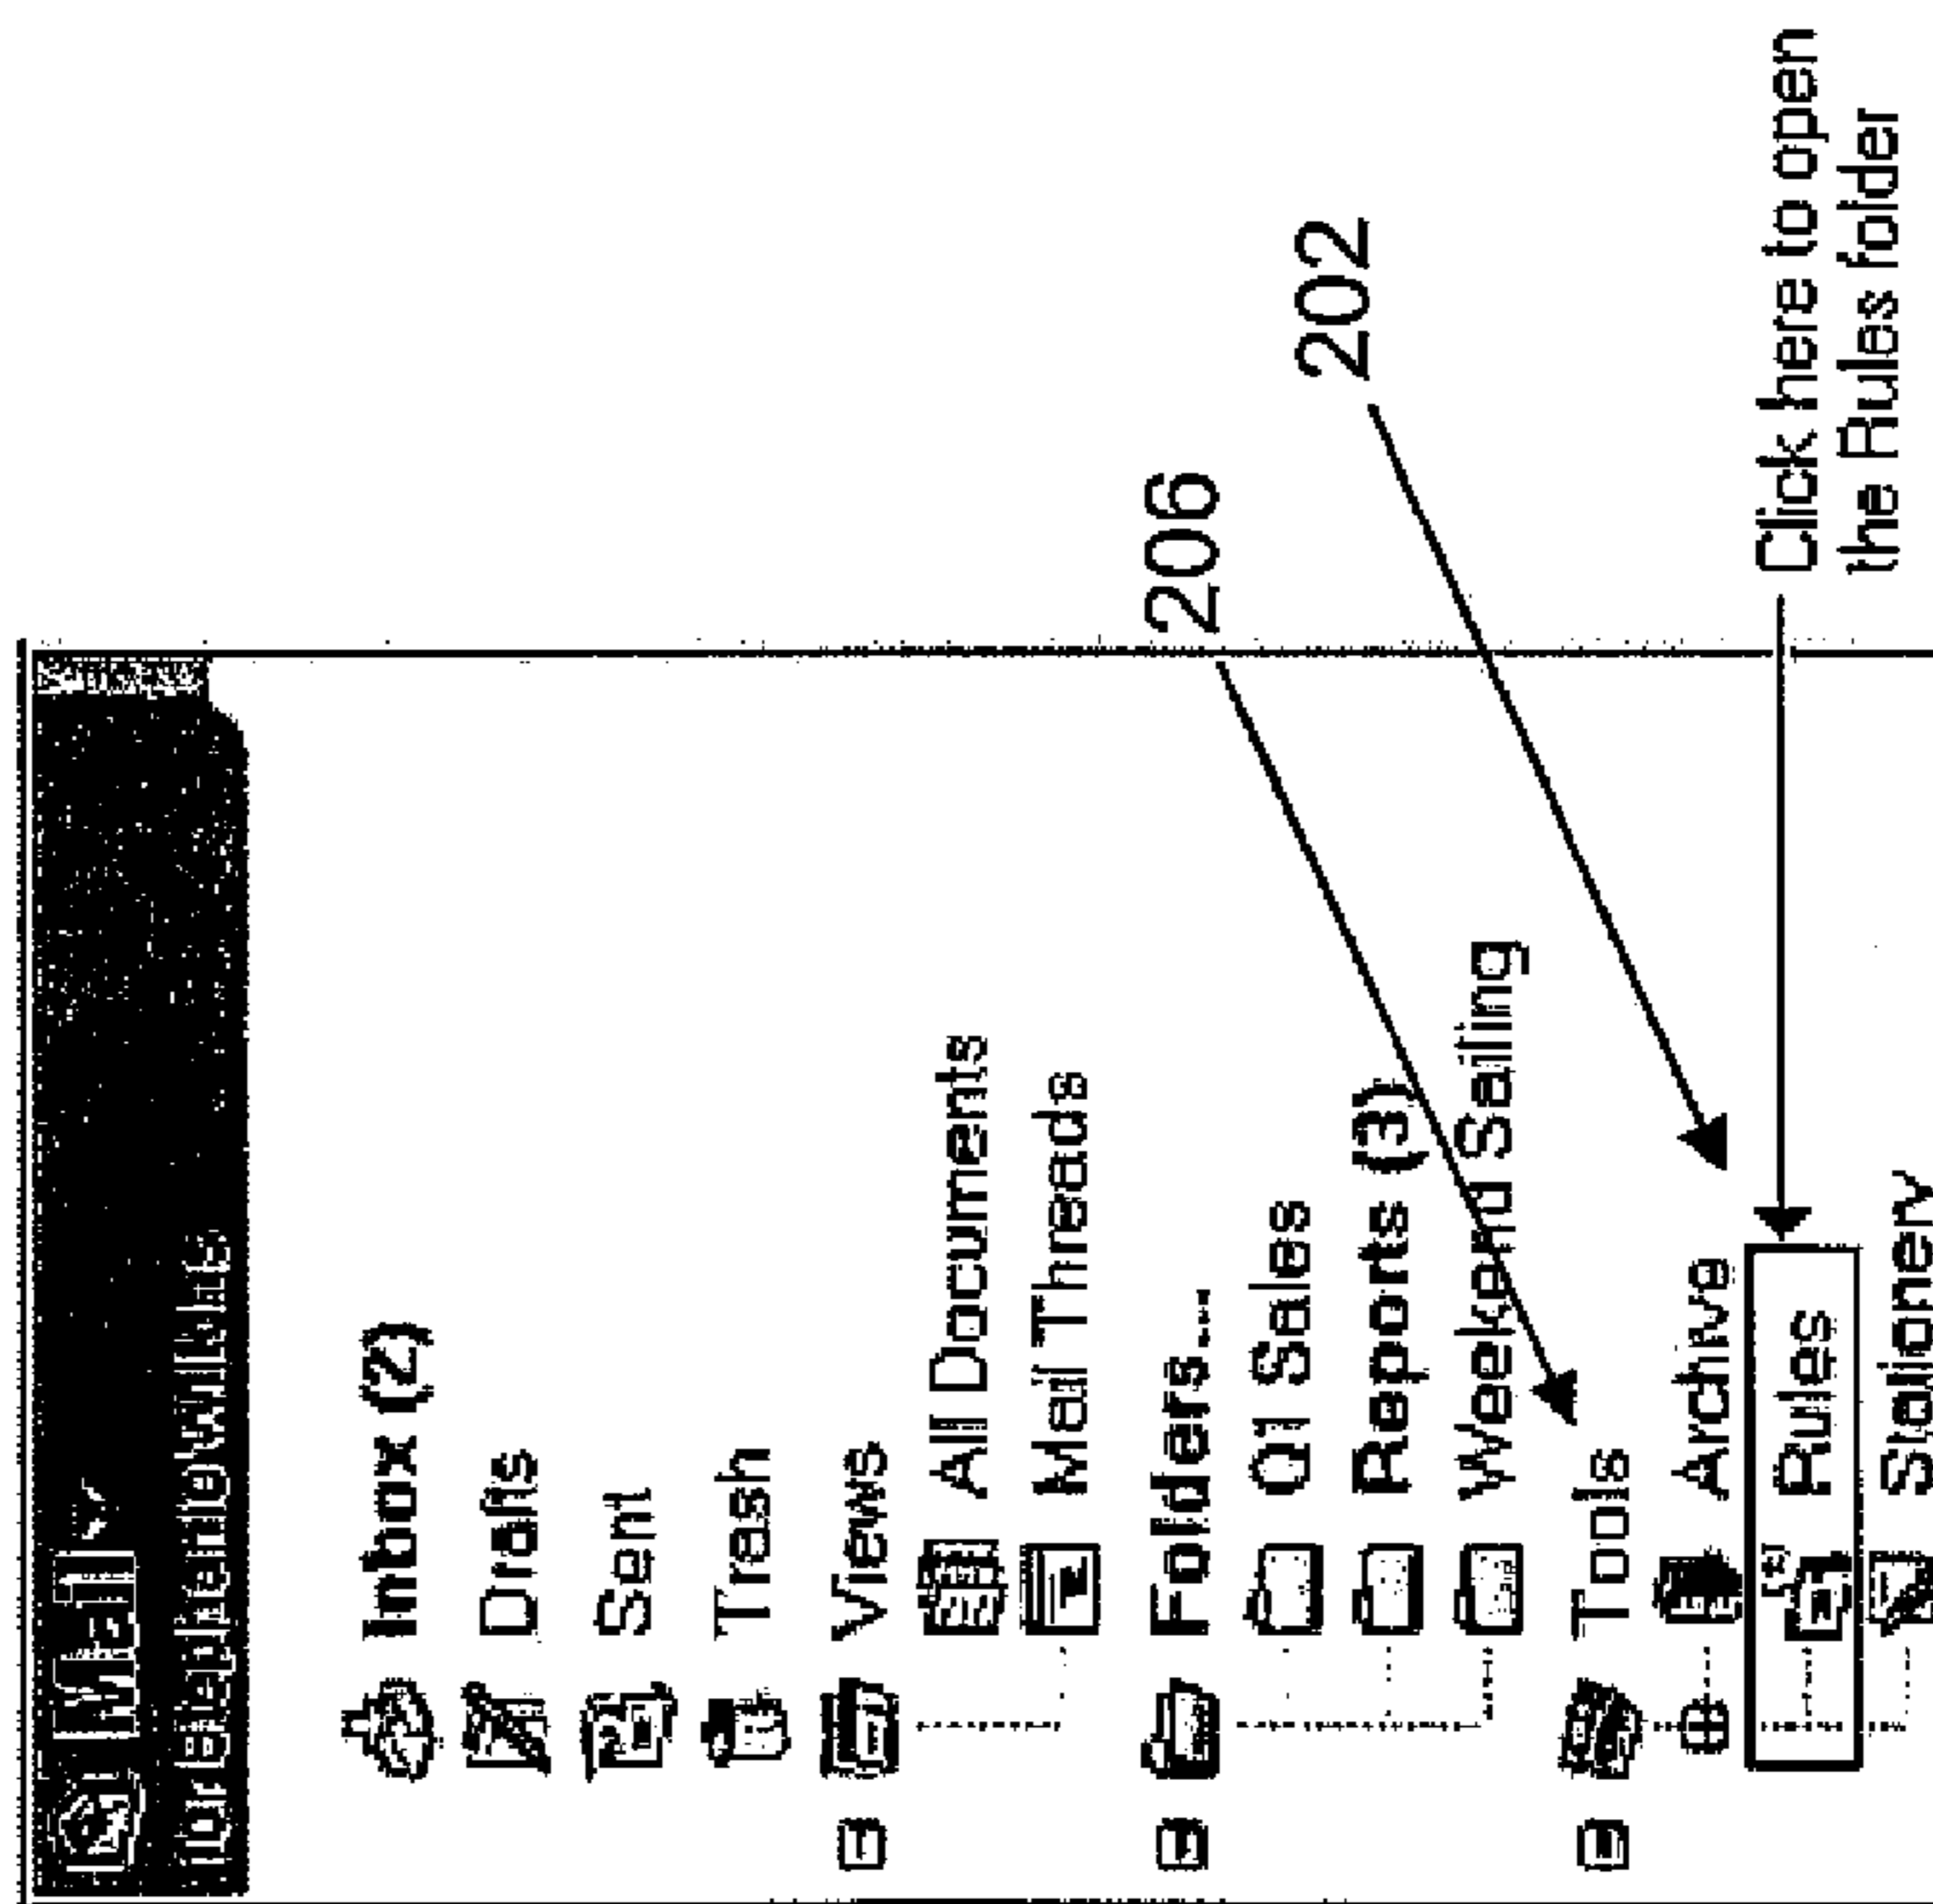 Mail
Inbox (2)
Drafts
Sent
Trash
Views
All Documents
Mail Threads
206
Folders...
Q1 Sales
202
Reports (3)
Weekend Sailing
Tools
Archive
Rules
Click here to open
the Rules folder
Stationery